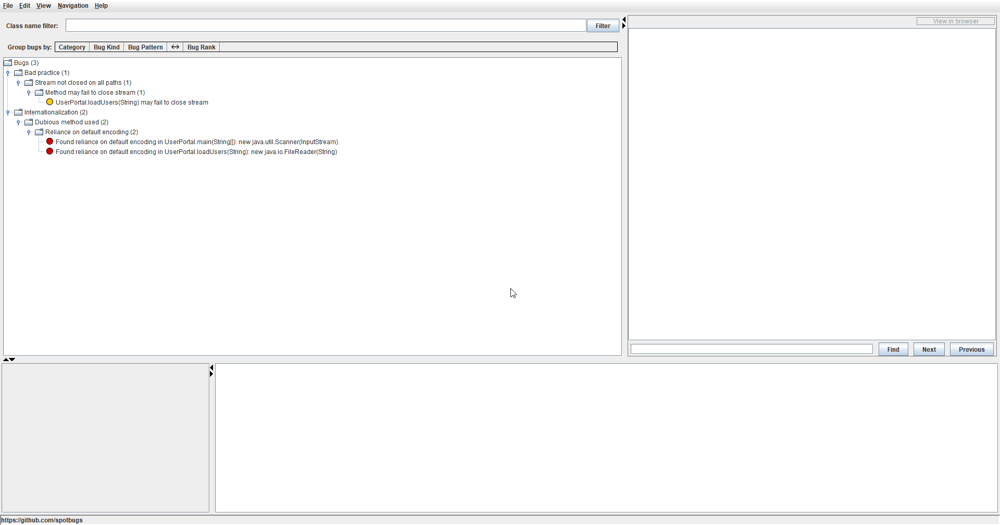 File Edit View Navigation Help
Class name filter: Filter
View in browser
Group bugs by: Category Bug Kind Bug Pattern Bug Rank
Bugs (3)
Bad practice (1)
Stream not closed on all paths (1)
Method may fail to close stream (1)
UserPortal.loadUsers(String) may fail to close stream
Internationalization (2)
Dubious method used (2)
Reliance on default encoding (2)
Found reliance on default encoding in UserPortal.main(String[]): new java.util.Scanner(InputStream)
Found reliance on default encoding in UserPortal.loadUsers(String): new java.io.FileReader(String)
Find Next Previous
https://github.com/spotbugs